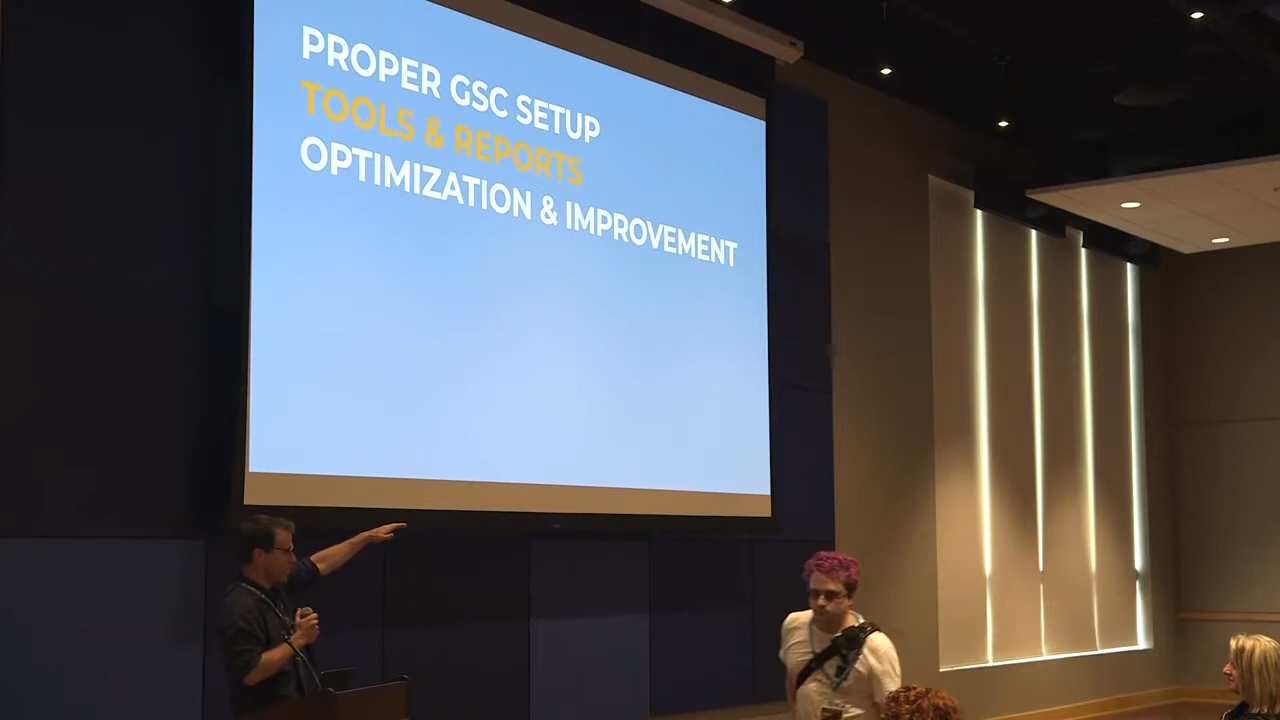 PROPER GSC SETUP
TOOLS & REPORTS
OPTIMIZATION & IMPROVEMENT